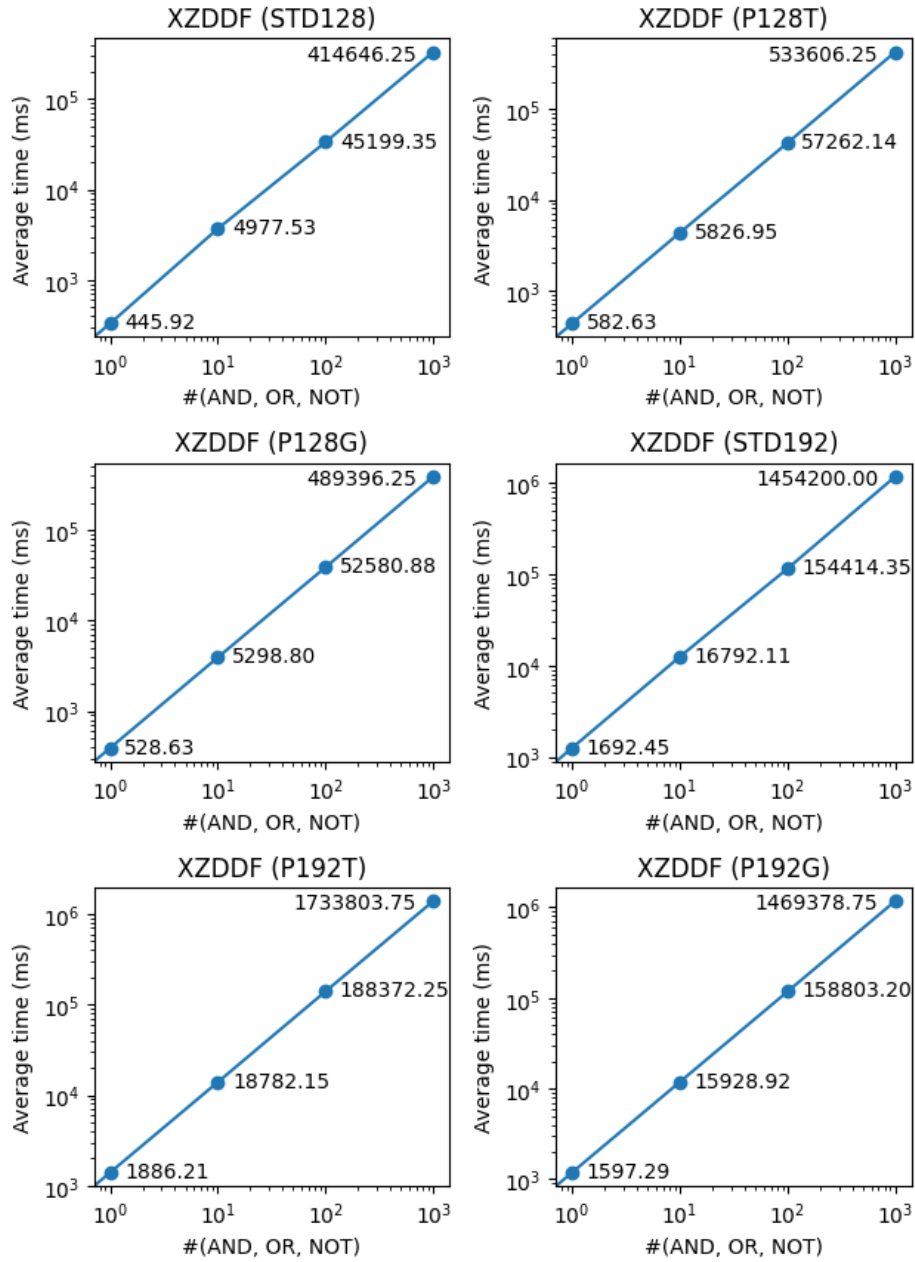 XZDDF (STD128)
Average time (ms)
10^5
10^4
10^3
414646.25
45199.35
4977.53
445.92
10^0 10^1 10^2 10^3
#(AND, OR, NOT)
XZDDF (P128T)
Average time (ms)
10^5
10^4
10^3
533606.25
57262.14
5826.95
582.63
10^0 10^1 10^2 10^3
#(AND, OR, NOT)
XZDDF (P128G)
Average time (ms)
10^5
10^4
10^3
489396.25
52580.88
5298.80
528.63
10^0 10^1 10^2 10^3
#(AND, OR, NOT)
XZDDF (STD192)
Average time (ms)
10^6
10^5
10^4
10^3
1454200.00
154414.35
16792.11
1692.45
10^0 10^1 10^2 10^3
#(AND, OR, NOT)
XZDDF (P192T)
Average time (ms)
10^6
10^5
10^4
10^3
1733803.75
188372.25
18782.15
1886.21
10^0 10^1 10^2 10^3
#(AND, OR, NOT)
XZDDF (P192G)
Average time (ms)
10^6
10^5
10^4
10^3
1469378.75
158803.20
15928.92
1597.29
10^0 10^1 10^2 10^3
#(AND, OR, NOT)